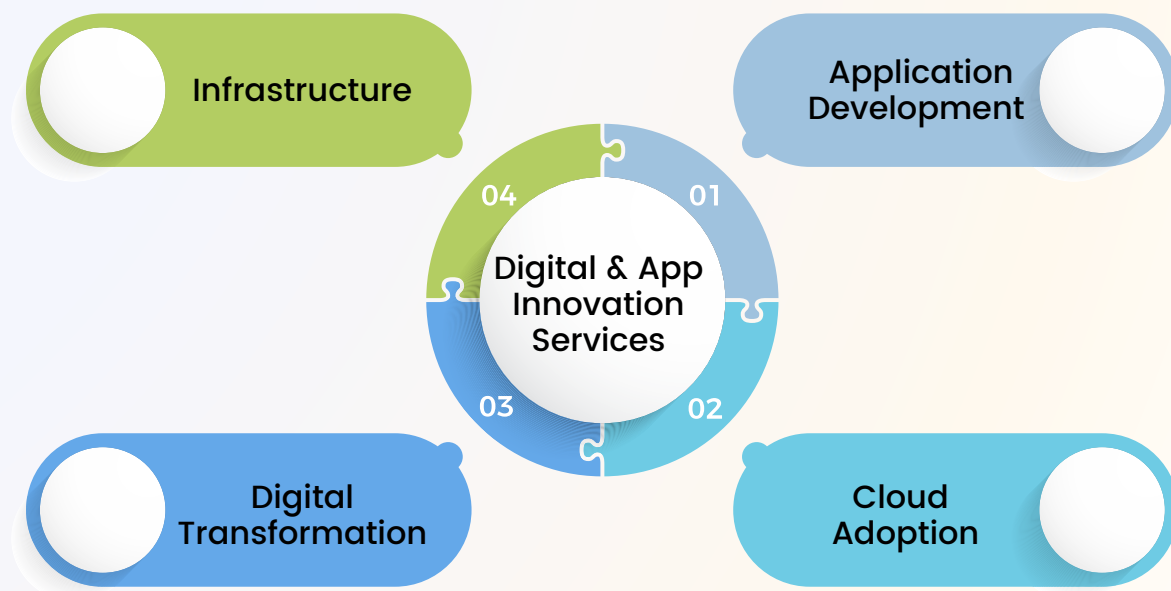 Infrastructure
Application
Development
04
01
Digital & App
Innovation
Services
03
02
Digital
Transformation
Cloud
Adoption